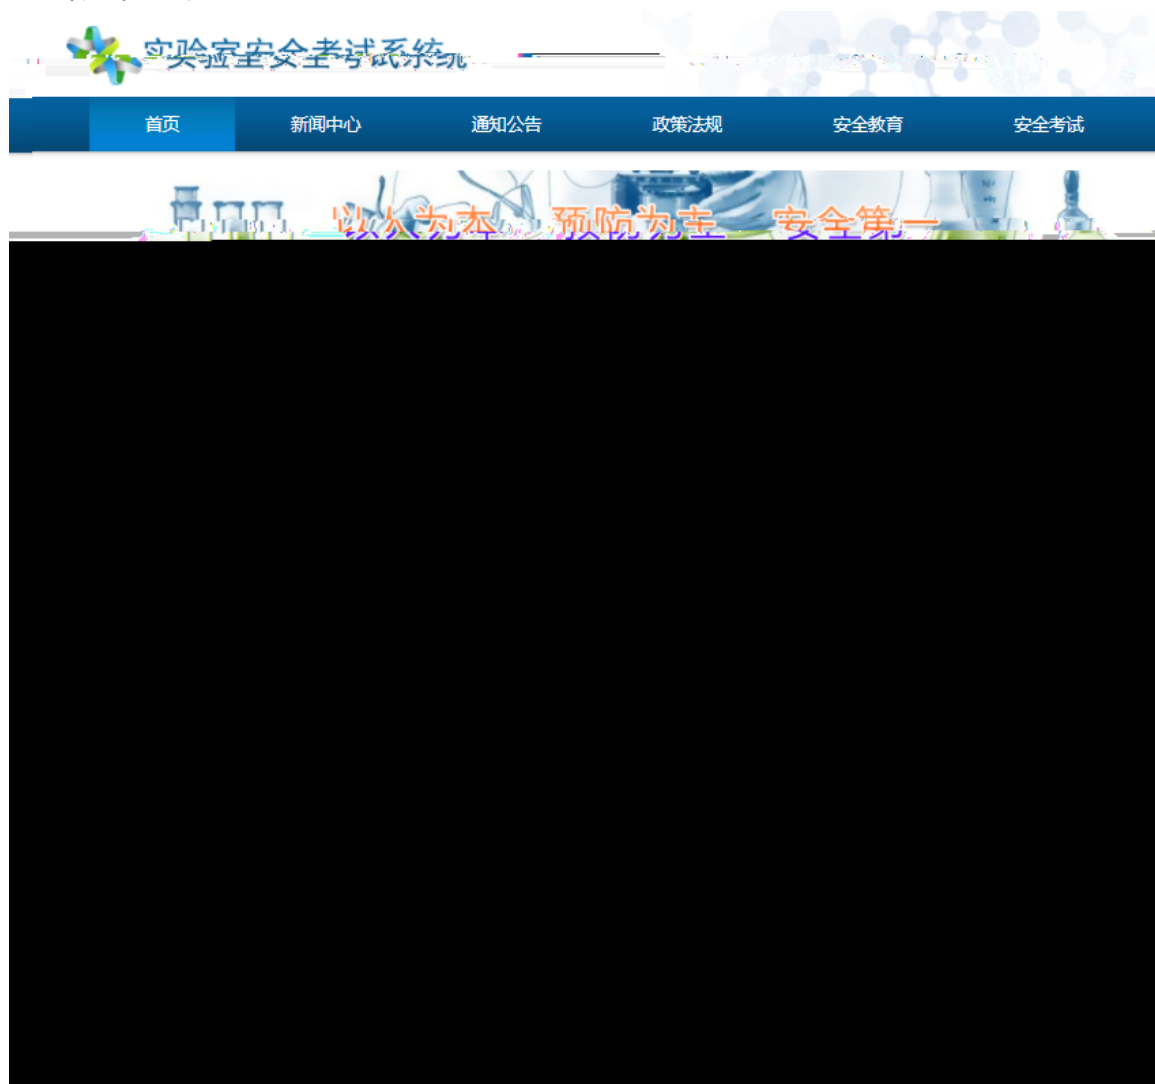 实验室安全考试系统
首页 新闻中心 通知公告 政策法规 安全教育 安全考试
以人为本 预防为主 安全第一